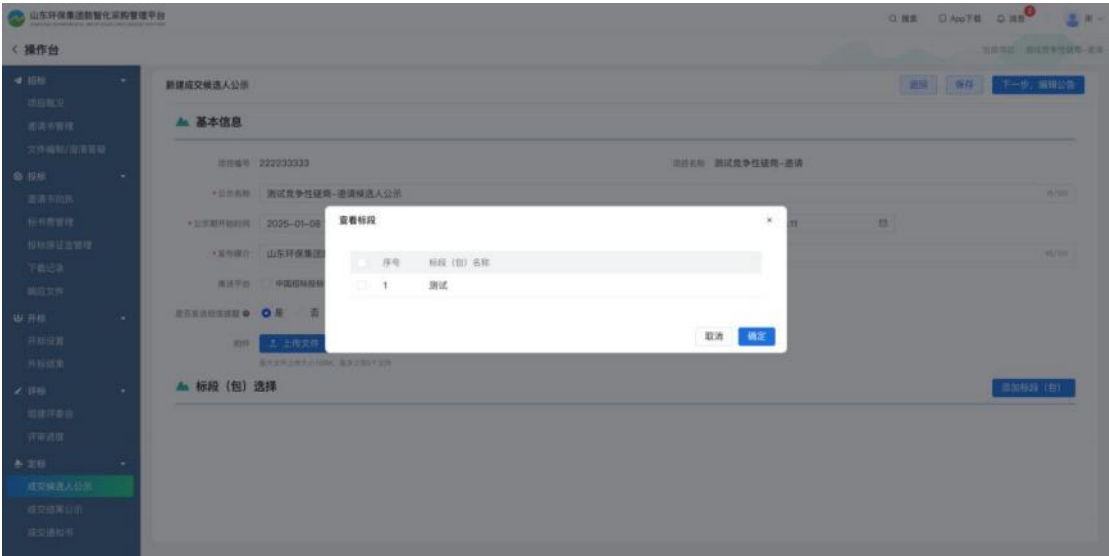 山东环保集团数智化采购管理平台
搜索 App下载 消息
操作台
招标
项目概况
邀请书管理
文件编制/澄清答疑
投标
邀请书回执
标书费管理
投标保证金管理
下载记录
响应文件
开标
开标设置
开标结果
评标
组建评委会
评审进度
定标
成交候选人公示
成交结果公示
成交通知书
新建成交候选人公示 返回 保存 下一步，编辑公告
基本信息
项目编号 222233333 项目名称 测试竞争性磋商-邀请
*公示名称 测试竞争性磋商-邀请候选人公示
*公示期开始时间 2025-01-08
*发布媒介 山东环保集团
推送平台 中国招标投标
是否发送短信提醒 是 否
附件 上传文件
标段（包）选择 添加标段（包）
查看标段 ×
序号 标段（包）名称
1 测试
取消 确定